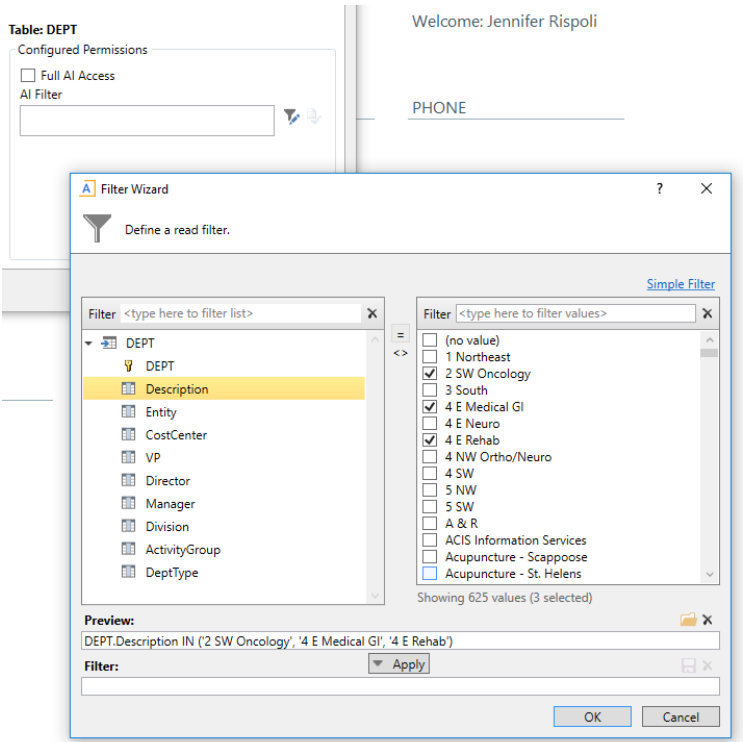 Welcome: Jennifer Rispoli
Table: DEPT
Configured Permissions
Full AI Access
AI Filter
PHONE
A Filter Wizard ? X
Define a read filter.
Simple Filter
Filter <type here to filter list>
DEPT
DEPT
Description
Entity
CostCenter
VP
Director
Manager
Division
ActivityGroup
DeptType
=
<>
Filter <type here to filter values>
(no value)
1 Northeast
2 SW Oncology
3 South
4 E Medical GI
4 E Neuro
4 E Rehab
4 NW Ortho/Neuro
4 SW
5 NW
5 SW
A & R
ACIS Information Services
Acupuncture - Scappoose
Acupuncture - St. Helens
Showing 625 values (3 selected)
Preview:
DEPT.Description IN ('2 SW Oncology', '4 E Medical GI', '4 E Rehab')
Filter:
Apply
OK Cancel